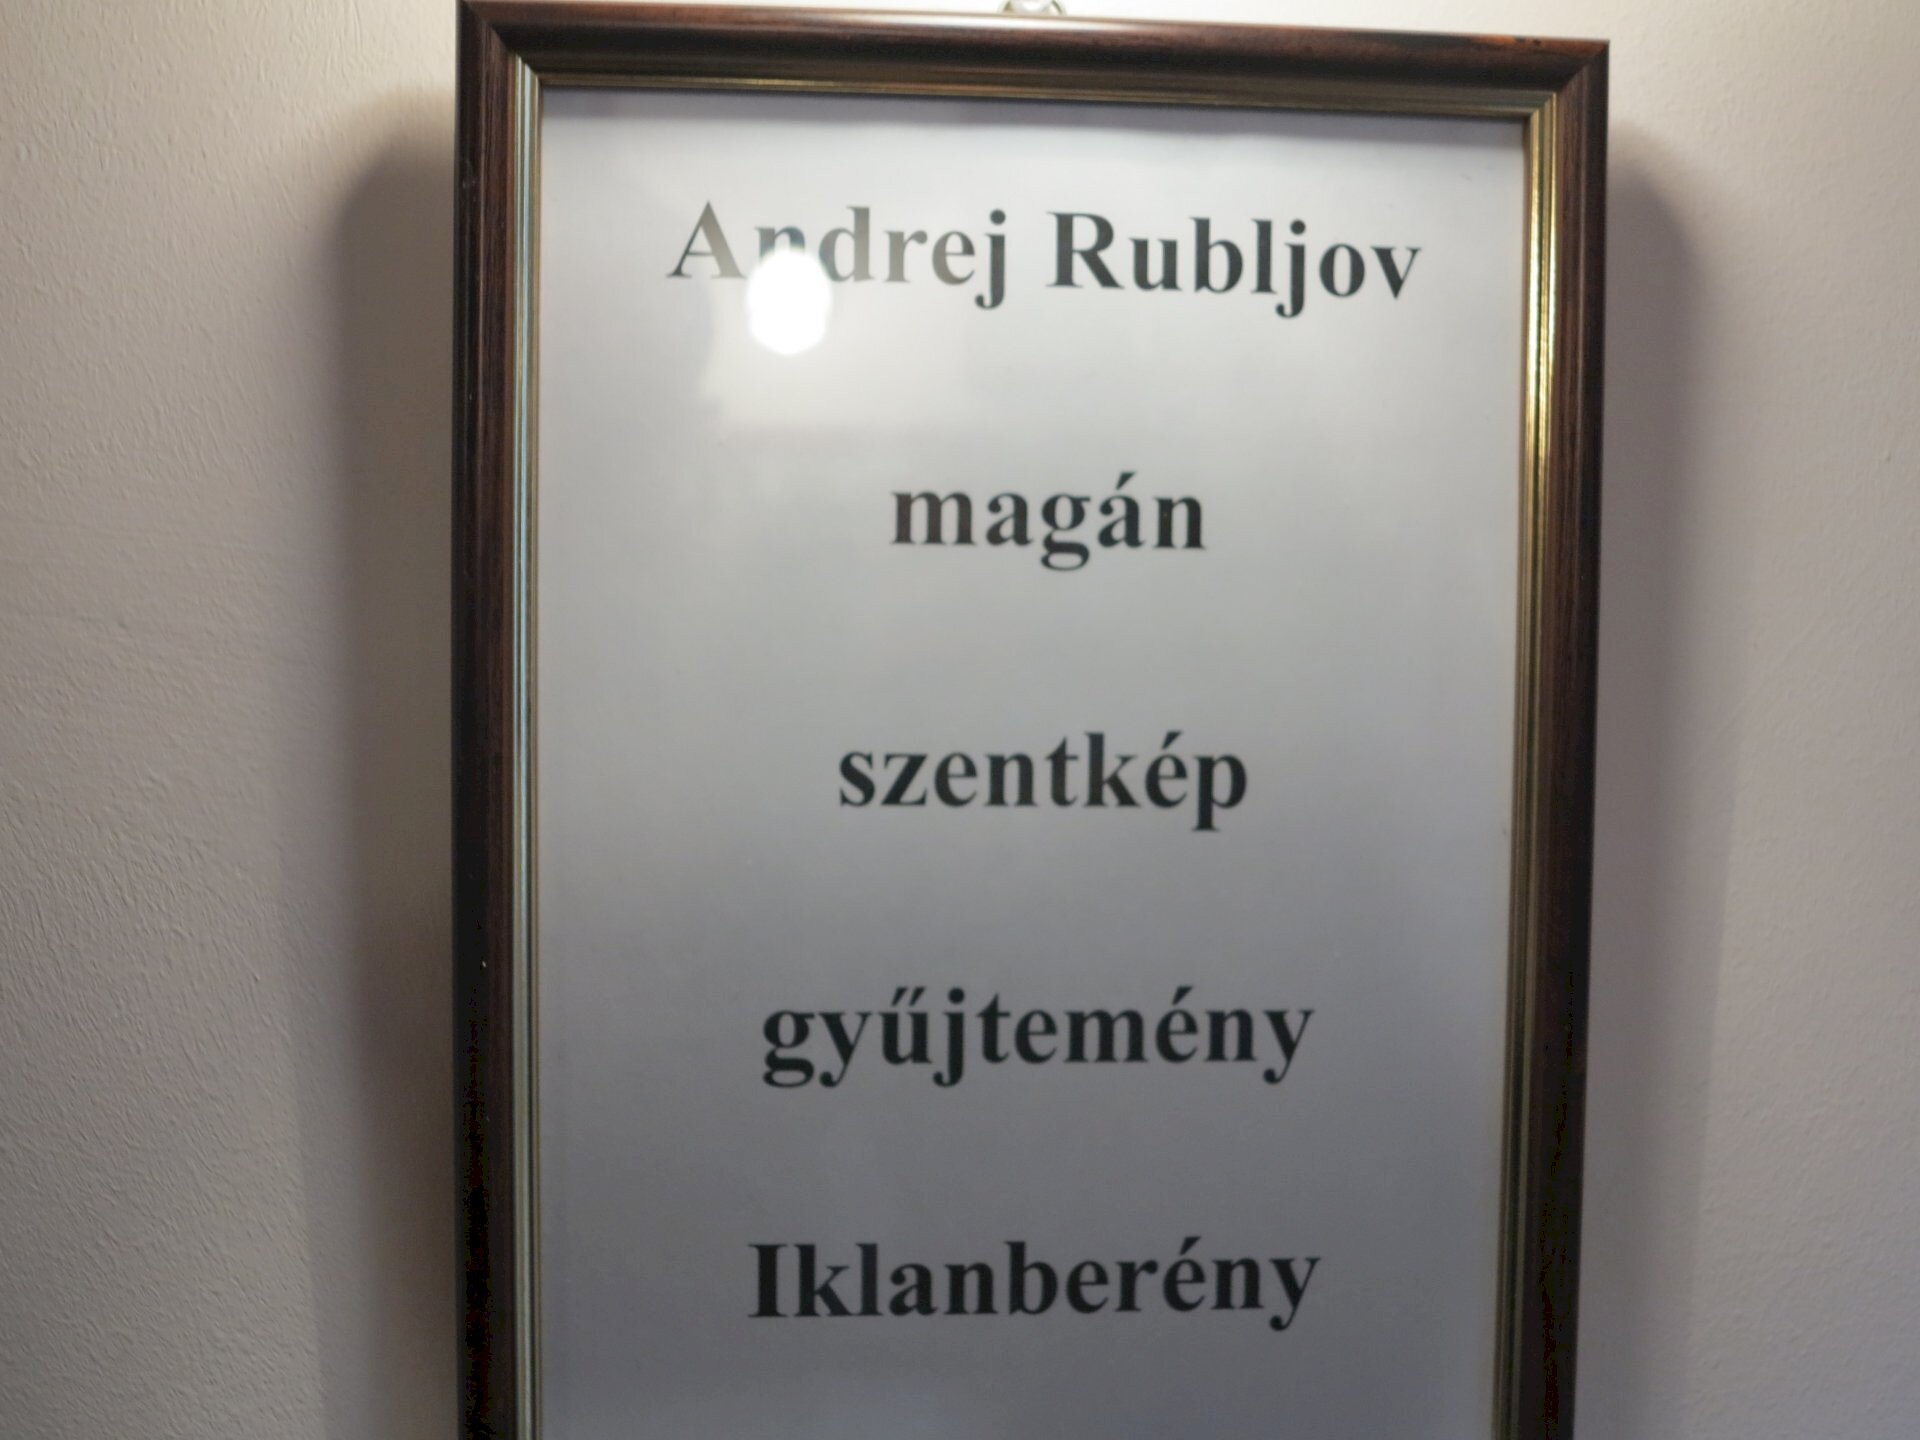 Andrej Rubljov
magán
szentkép
gyűjtemény
Iklanberény